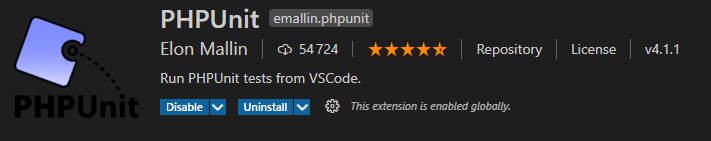 PHPUnit emallin.phpunit
Elon Mallin 54 724 Repository License v4.1.1
Run PHPUnit tests from VSCode.
PHPUnit
Disable Uninstall This extension is enabled globally.